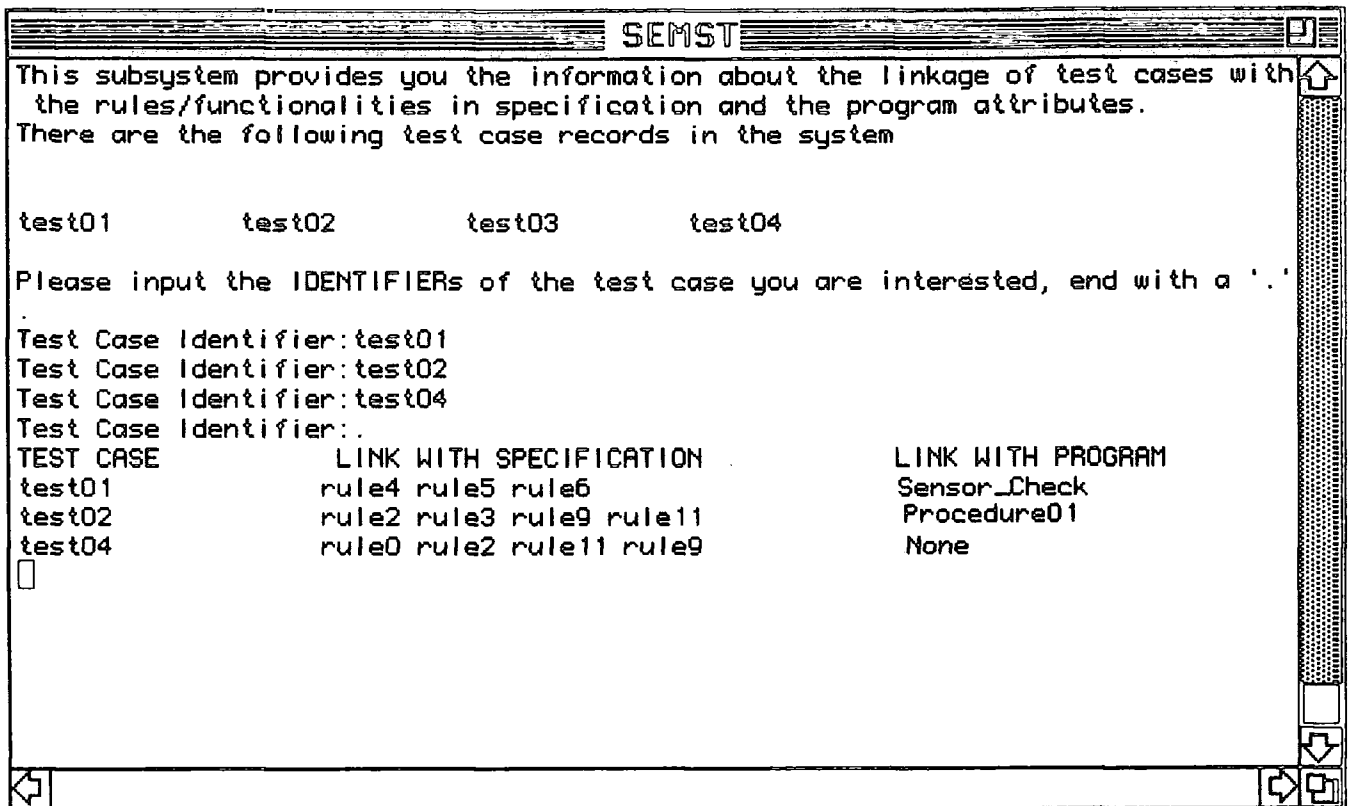 SEMST
This subsystem provides you the information about the linkage of test cases with
the rules/functionalities in specification and the program attributes.
There are the following test case records in the system
test01 test02 test03 test04
Please input the IDENTIFIERs of the test case you are interested, end with a '.'
.
Test Case Identifier:test01
Test Case Identifier:test02
Test Case Identifier:test04
Test Case Identifier:.
TEST CASE LINK WITH SPECIFICATION LINK WITH PROGRAM
test01 rule4 rule5 rule6 Sensor_Check
test02 rule2 rule3 rule9 rule11 Procedure01
test04 rule0 rule2 rule11 rule9 None